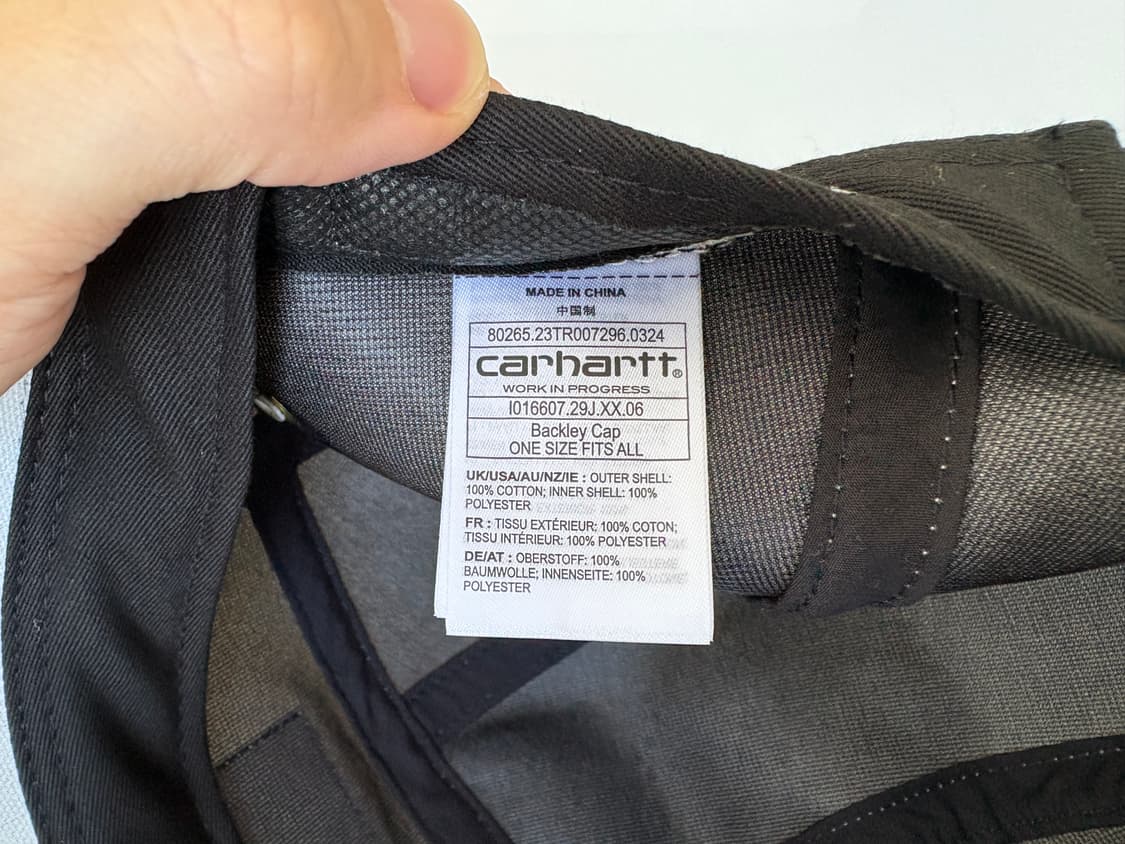 MADE IN CHINA
中国制
80265.23TR007296.0324
carhartt®
WORK IN PROGRESS
I016607.29J.XX.06
Backley Cap
ONE SIZE FITS ALL
UK/USA/AU/NZ/IE : OUTER SHELL:
100% COTTON; INNER SHELL: 100%
POLYESTER
FR : TISSU EXTÉRIEUR: 100% COTON;
TISSU INTÉRIEUR: 100% POLYESTER
DE/AT : OBERSTOFF: 100%
BAUMWOLLE; INNENSEITE: 100%
POLYESTER